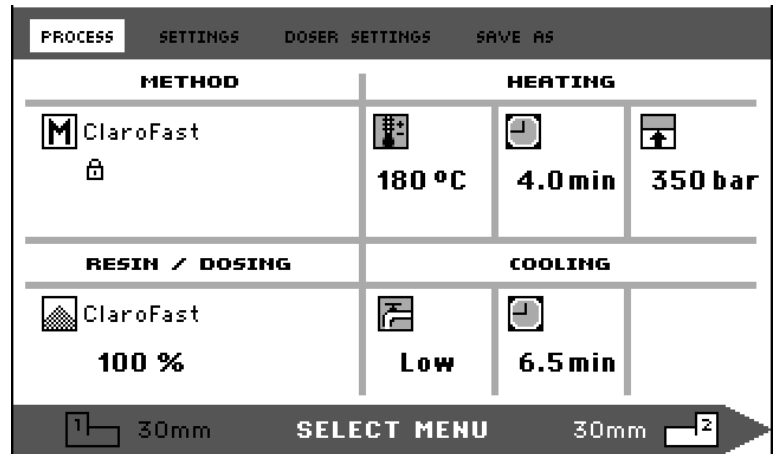 PROCESS SETTINGS DOSER SETTINGS SAVE AS
METHOD HEATING
M ClaroFast
180 ºC 4.0 min 350 bar
RESIN / DOSING COOLING
ClaroFast
100 % Low 6.5 min
1 30mm SELECT MENU 30mm 2